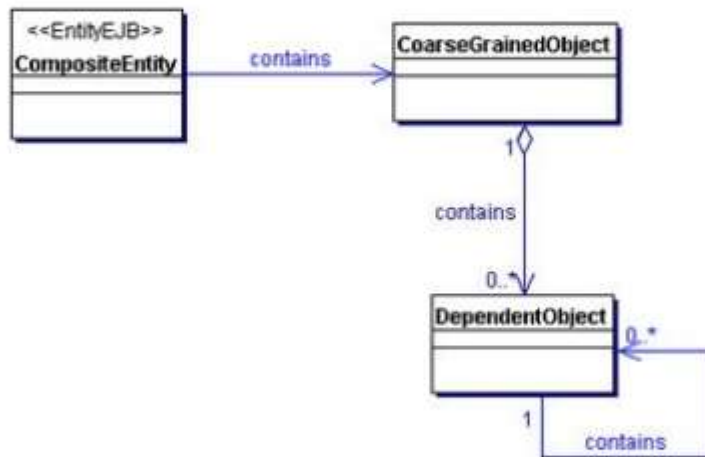 <<EntityEJB>>
CompositeEntity
contains
CoarseGrainedObject
1
contains
0..*
DependentObject
0..*
1
contains